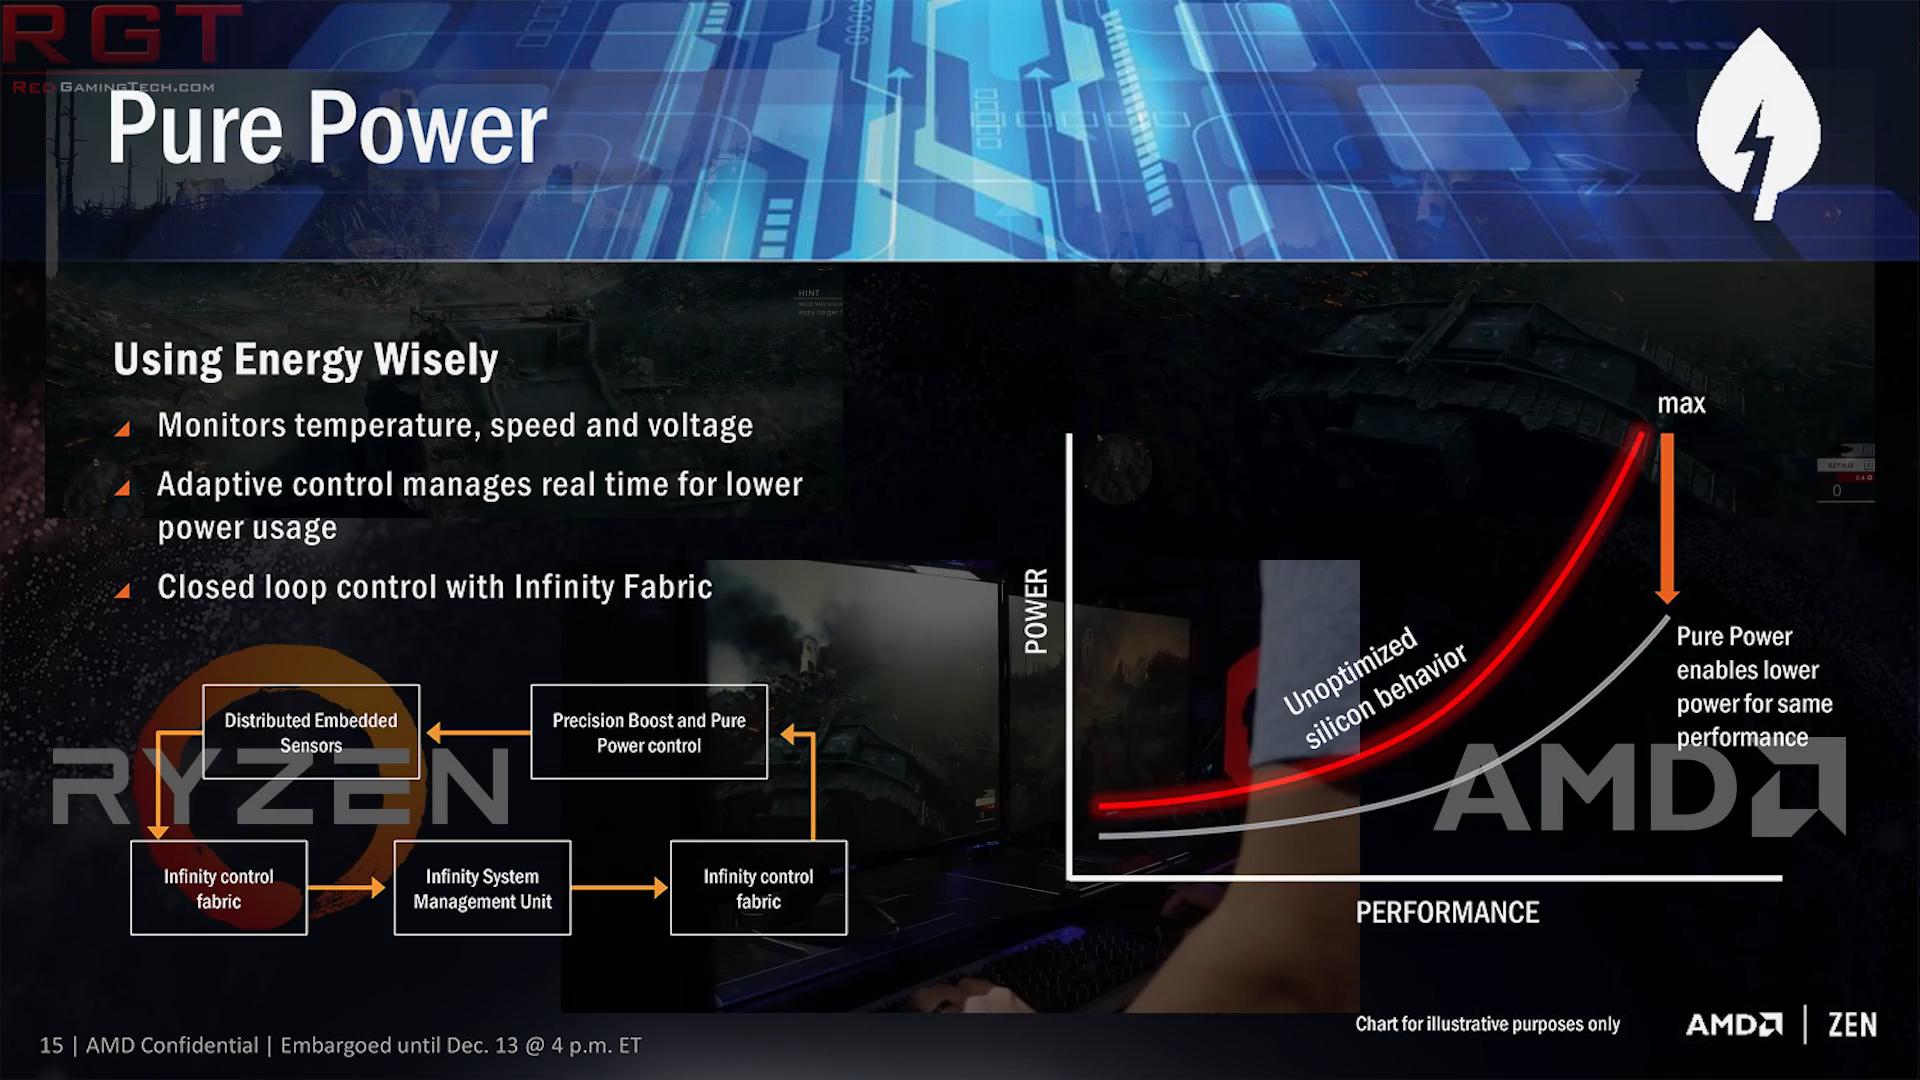 RGT
REDGAMINGTECH.COM
Pure Power
HINT
Using Energy Wisely
Monitors temperature, speed and voltage
Adaptive control manages real time for lower
power usage
Closed loop control with Infinity Fabric
Distributed Embedded
Sensors
Precision Boost and Pure
Power control
Infinity control
fabric
Infinity System
Management Unit
Infinity control
fabric
RYZEN
max
REPAIR
0
POWER
Unoptimized
silicon behavior
Pure Power
enables lower
power for same
performance
AMD
PERFORMANCE
Chart for illustrative purposes only
AMD | ZEN
15 | AMD Confidential | Embargoed until Dec. 13 @ 4 p.m. ET